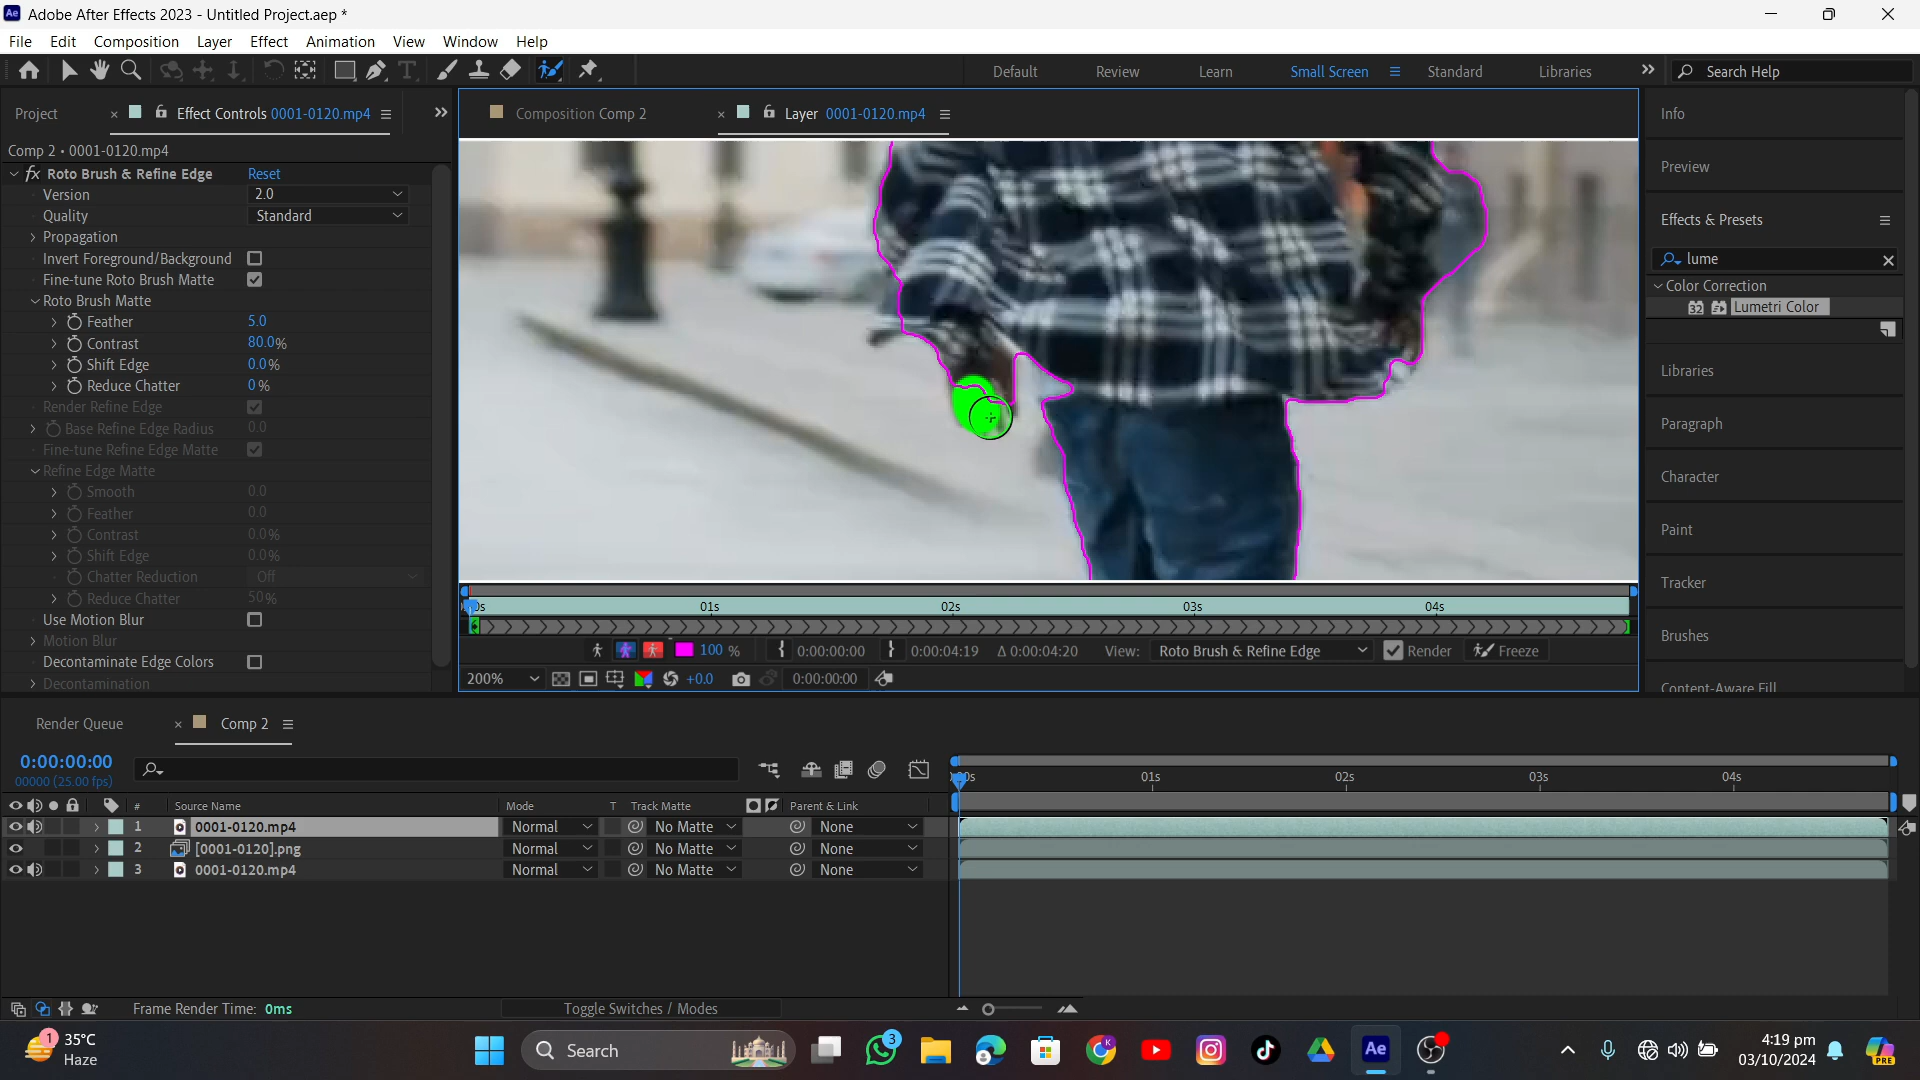 Adobe After Effects 2023 - Untitled Project.aep *
File Edit Composition Layer Effect Animation View Window Help
Default Review Learn Small Screen Standard Libraries Search Help
Project Effect Controls 0001-0120.mp4 Composition Comp 2 Layer 0001-0120.mp4
Comp 2 • 0001-0120.mp4
fx Roto Brush & Refine Edge Reset
Version 2.0
Quality Standard
Propagation
Invert Foreground/Background
Fine-tune Roto Brush Matte
Roto Brush Matte
Feather 5.0
Contrast 80.0%
Shift Edge 0.0%
Reduce Chatter 0%
Render Refine Edge
Base Refine Edge Radius 0.0
Fine-tune Refine Edge Matte
Refine Edge Matte
Smooth 0.0
Feather 0.0
Contrast 0.0%
Shift Edge 0.0%
Chatter Reduction Off
Reduce Chatter 50%
Use Motion Blur
Motion Blur
Decontaminate Edge Colors
Decontamination
01s 02s 03s 04s
100 % 0:00:00:00 0:00:04:19 Δ 0:00:04:20 View: Roto Brush & Refine Edge Render Freeze
200% +0.0 0:00:00:00
Info
Preview
Effects & Presets
lume
Color Correction
32 Lumetri Color
Libraries
Paragraph
Character
Paint
Tracker
Brushes
Content-Aware Fill
Render Queue Comp 2
0:00:00:00
00000 (25.00 fps)
01s 02s 03s 04s
# Source Name Mode T Track Matte Parent & Link
1 0001-0120.mp4 Normal No Matte None
2 [0001-0120].png Normal No Matte None
3 0001-0120.mp4 Normal No Matte None
Frame Render Time: 0ms Toggle Switches / Modes
1 35°C
Haze
Search
3
Ae
4:19 pm
03/10/2024
PRE